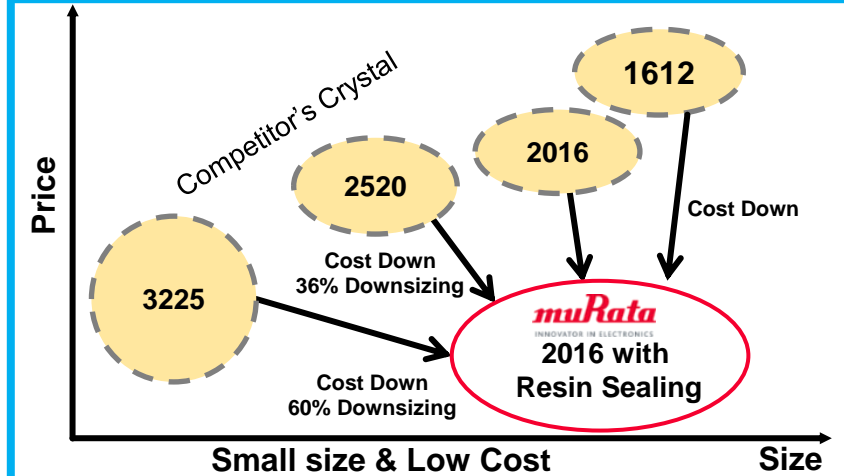 1612
Competitor's Crystal
2016
2520
Price
Cost Down
Cost Down
36% Downsizing
3225
muRata
INNOVATOR IN ELECTRONICS
2016 with
Resin Sealing
Cost Down
60% Downsizing
Small size & Low Cost
Size